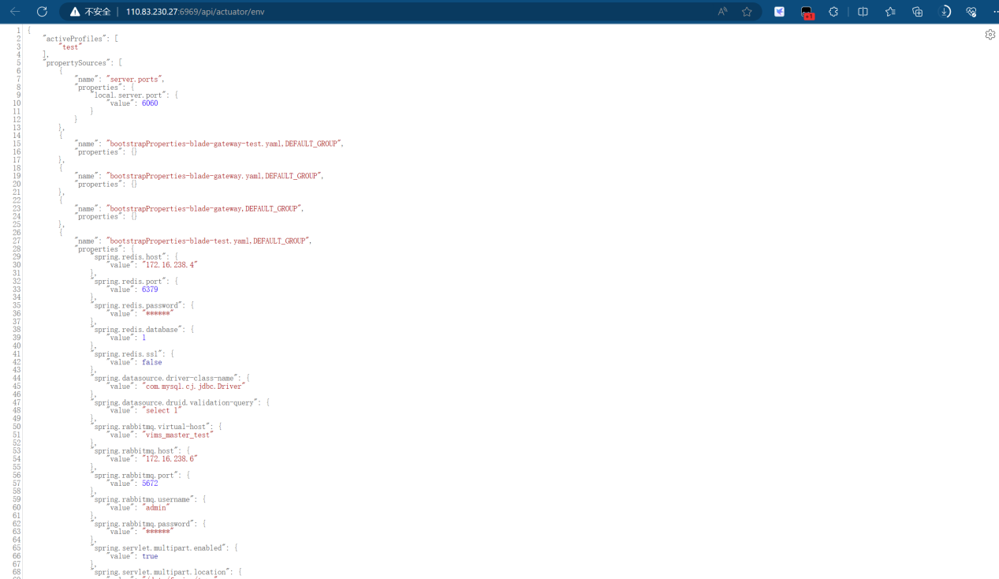 不安全 110.83.230.27:6969/api/actuator/env
1 {
2 "activeProfiles": [
3 "test"
4 ],
5 "propertySources": [
6 {
7 "name": "server.ports",
8 "properties": {
9 "local.server.port": {
10 "value": 6060
11 }
12 }
13 },
14 {
15 "name": "bootstrapProperties-blade-gateway-test.yaml,DEFAULT_GROUP",
16 "properties": {}
17 },
18 {
19 "name": "bootstrapProperties-blade-gateway.yaml,DEFAULT_GROUP",
20 "properties": {}
21 },
22 {
23 "name": "bootstrapProperties-blade-gateway,DEFAULT_GROUP",
24 "properties": {}
25 },
26 {
27 "name": "bootstrapProperties-blade-test.yaml,DEFAULT_GROUP",
28 "properties": {
29 "spring.redis.host": {
30 "value": "172.16.238.4"
31 },
32 "spring.redis.port": {
33 "value": 6379
34 },
35 "spring.redis.password": {
36 "value": "******"
37 },
38 "spring.redis.database": {
39 "value": 1
40 },
41 "spring.redis.ssl": {
42 "value": false
43 },
44 "spring.datasource.driver-class-name": {
45 "value": "com.mysql.cj.jdbc.Driver"
46 },
47 "spring.datasource.druid.validation-query": {
48 "value": "select 1"
49 },
50 "spring.rabbitmq.virtual-host": {
51 "value": "vims_master_test"
52 },
53 "spring.rabbitmq.host": {
54 "value": "172.16.238.6"
55 },
56 "spring.rabbitmq.port": {
57 "value": 5672
58 },
59 "spring.rabbitmq.username": {
60 "value": "admin"
61 },
62 "spring.rabbitmq.password": {
63 "value": "******"
64 },
65 "spring.servlet.multipart.enabled": {
66 "value": true
67 },
68 "spring.servlet.multipart.location": {